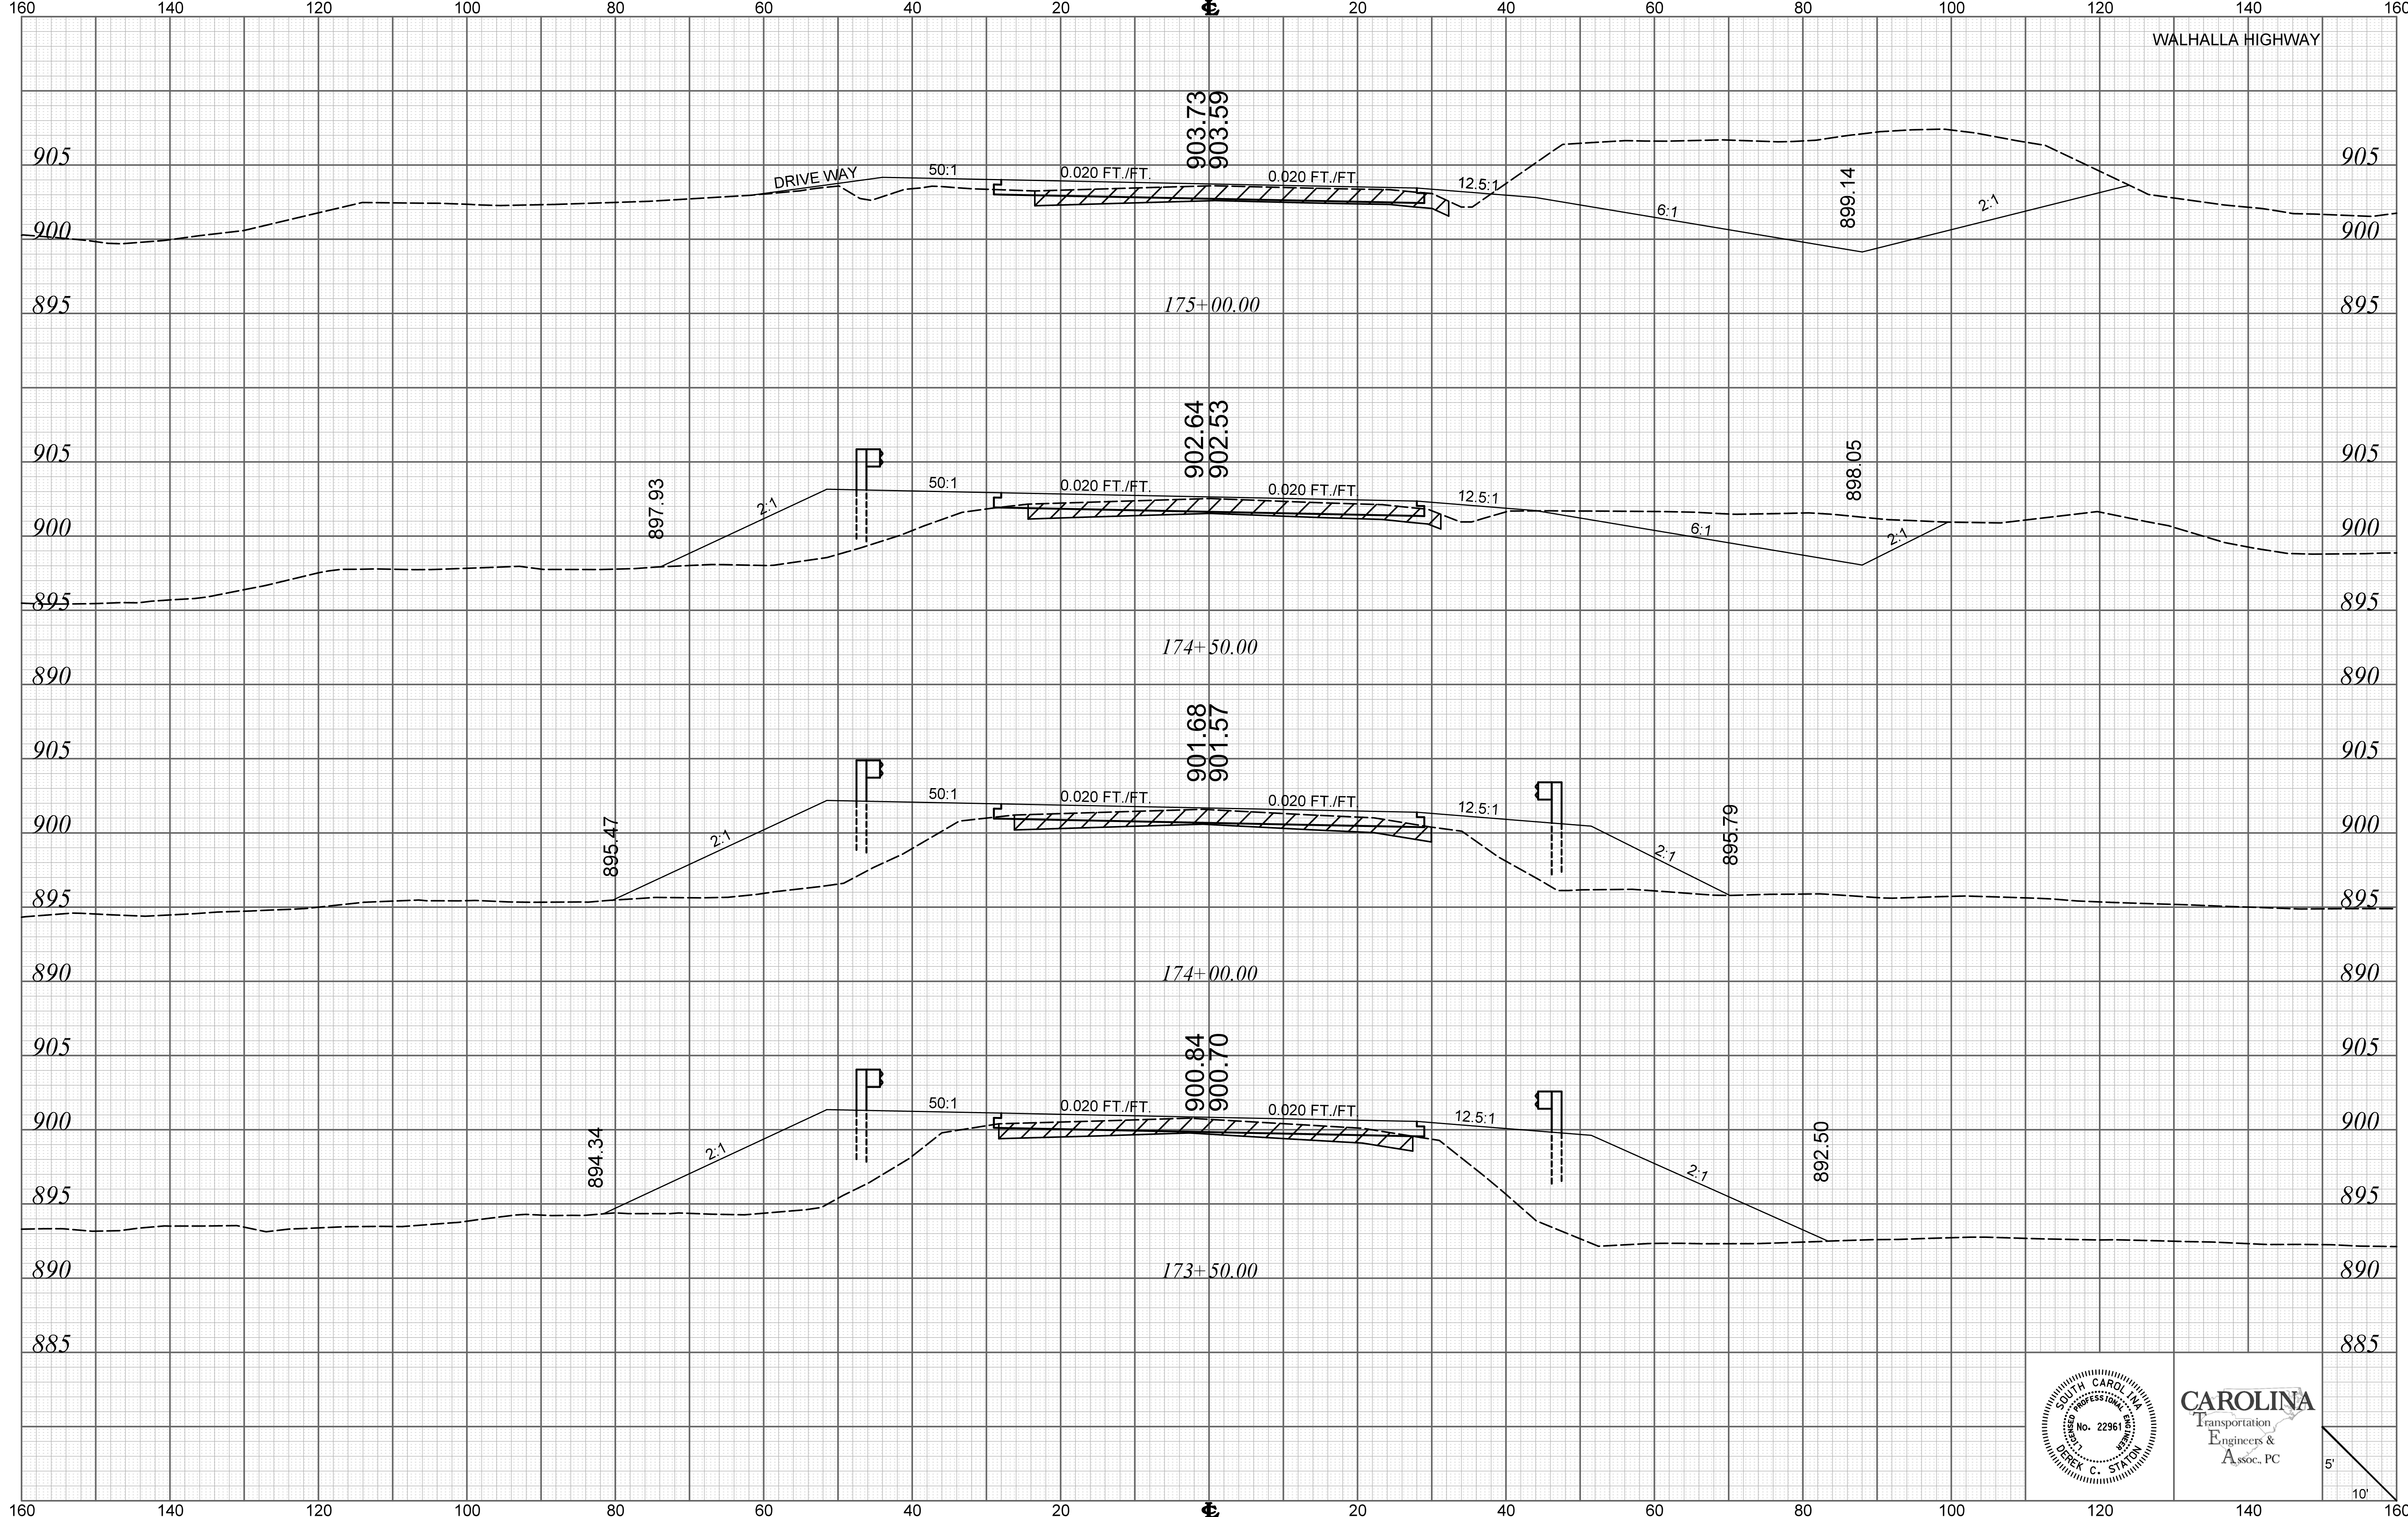 160 140 120 100 80 60 40 20 ℄ 20 40 60 80 100 120 140 160
WALHALLA HIGHWAY
903.73
903.59
905 905
DRIVE WAY 50:1 0.020 FT./FT. 0.020 FT./FT. 12.5:1 6:1 899.14 2:1
900 900
895 175+00.00 895
902.64
902.53
905 905
897.93 2:1 50:1 0.020 FT./FT. 0.020 FT./FT. 12.5:1 6:1 898.05 2:1
900 900
895 895
174+50.00
890 890
901.68
901.57
905 905
895.47 2:1 50:1 0.020 FT./FT. 0.020 FT./FT. 12.5:1 2:1 895.79
900 900
895 895
890 174+00.00 890
900.84
900.70
905 905
894.34 2:1 50:1 0.020 FT./FT. 0.020 FT./FT. 12.5:1 2:1 892.50
900 900
895 895
890 173+50.00 890
885 885
SOUTH CAROLINA
LICENSED PROFESSIONAL ENGINEER
No. 22961
DEREK C. STATON
CAROLINA
Transportation
Engineers &
Assoc., PC
5'
10'
160 140 120 100 80 60 40 20 ℄ 20 40 60 80 100 120 140 160